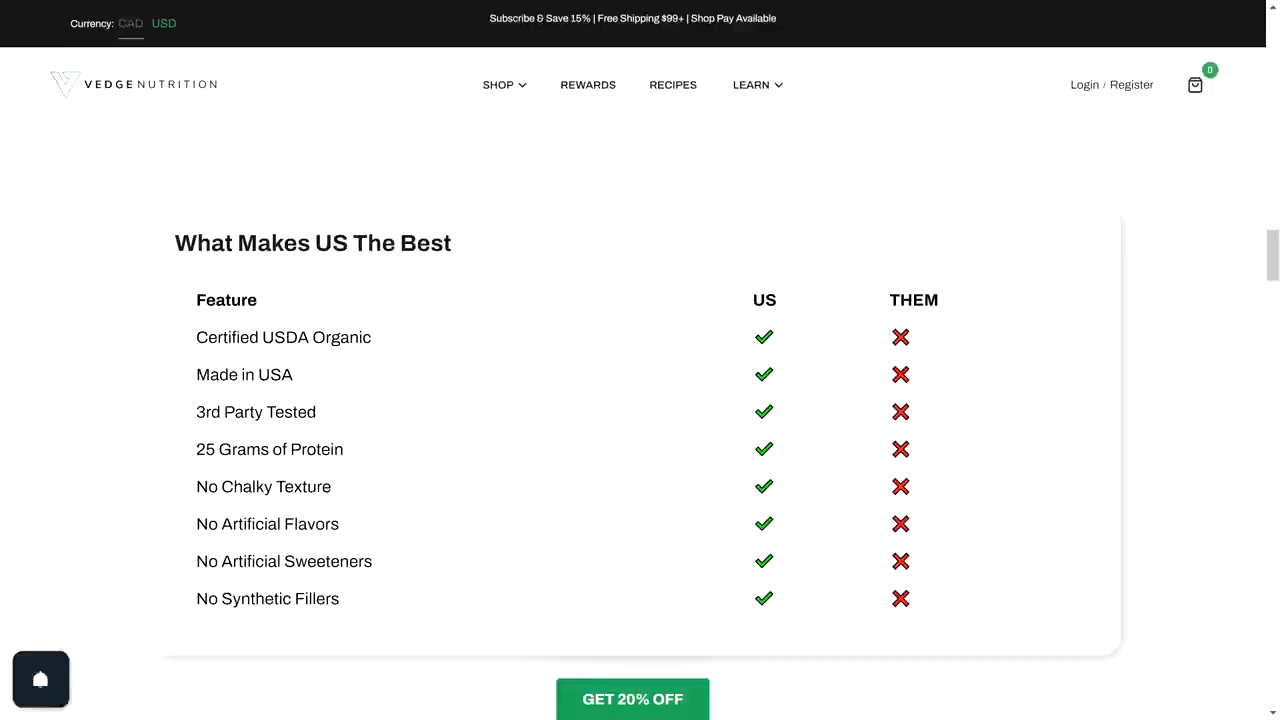 Currency: CAD USD
Subscribe & Save 15% | Free Shipping $99+ | Shop Pay Available
VEDGE NUTRITION
SHOP REWARDS RECIPES LEARN
Login / Register
0
What Makes US The Best
Feature US THEM
Certified USDA Organic
Made in USA
3rd Party Tested
25 Grams of Protein
No Chalky Texture
No Artificial Flavors
No Artificial Sweeteners
No Synthetic Fillers
GET 20% OFF